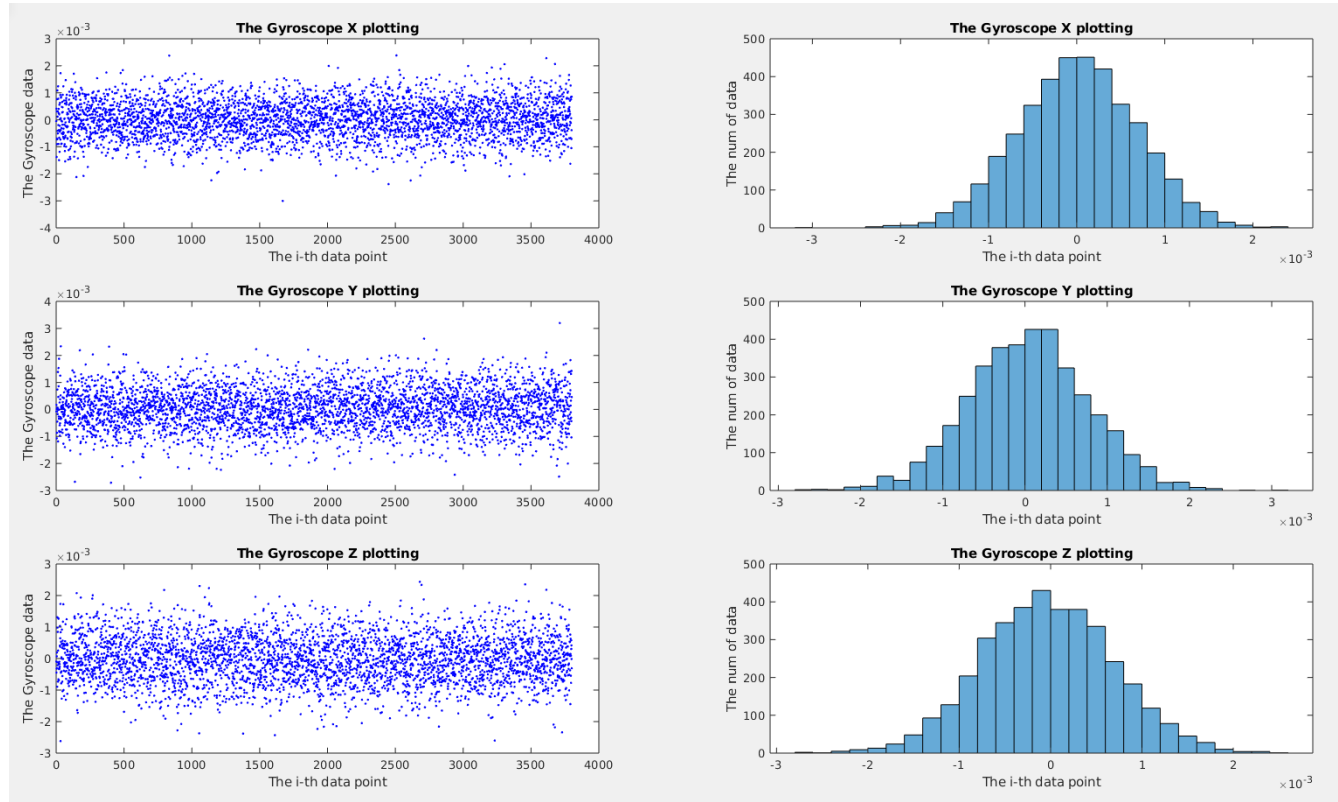 The Gyroscope X plotting
×10⁻³
The Gyroscope data
3
2
1
0
-1
-2
-3
-4
0 500 1000 1500 2000 2500 3000 3500 4000
The i-th data point
The Gyroscope X plotting
The num of data
500
400
300
200
100
0
-3 -2 -1 0 1 2
The i-th data point
×10⁻³
The Gyroscope Y plotting
×10⁻³
The Gyroscope data
4
3
2
1
0
-1
-2
-3
0 500 1000 1500 2000 2500 3000 3500 4000
The i-th data point
The Gyroscope Y plotting
The num of data
500
400
300
200
100
0
-3 -2 -1 0 1 2 3
The i-th data point
×10⁻³
The Gyroscope Z plotting
×10⁻³
The Gyroscope data
3
2
1
0
-1
-2
-3
0 500 1000 1500 2000 2500 3000 3500 4000
The i-th data point
The Gyroscope Z plotting
The num of data
500
400
300
200
100
0
-3 -2 -1 0 1 2
The i-th data point
×10⁻³